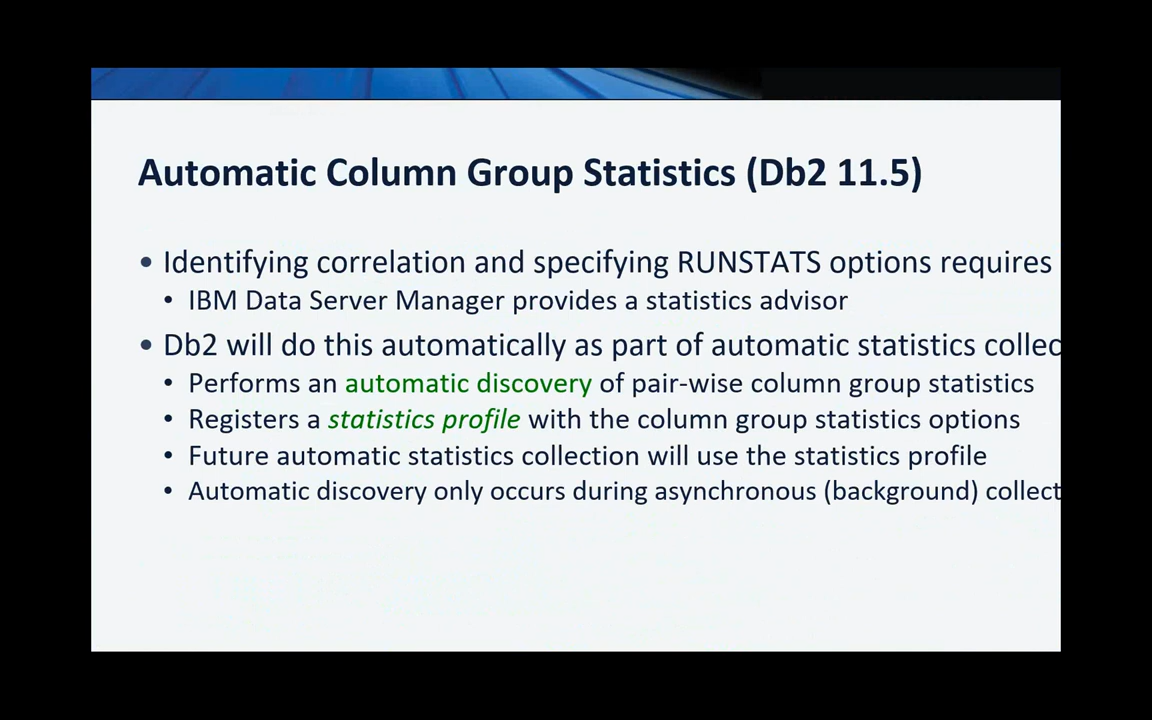 Automatic Column Group Statistics (Db2 11.5)
• Identifying correlation and specifying RUNSTATS options requires
• IBM Data Server Manager provides a statistics advisor
• Db2 will do this automatically as part of automatic statistics collec
• Performs an automatic discovery of pair-wise column group statistics
• Registers a statistics profile with the column group statistics options
• Future automatic statistics collection will use the statistics profile
• Automatic discovery only occurs during asynchronous (background) collect